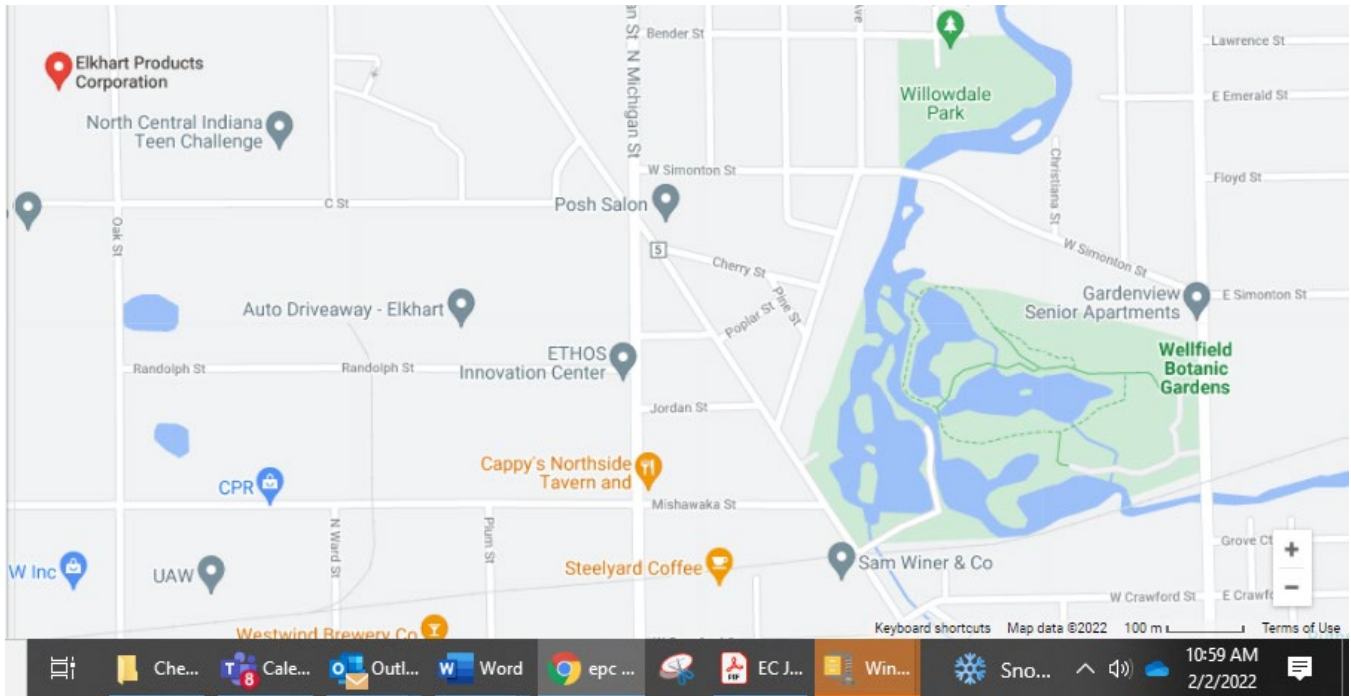 an St
N Michigan St
Bender St
Ave
Lawrence St
Elkhart Products
Corporation
Willowdale
Park
E Emerald St
North Central Indiana
Teen Challenge
W Simonton St
Christiana St
Floyd St
C St
Posh Salon
Oak St
5
Cherry St
W Simonton St
Pine St
Poplar St
Auto Driveaway - Elkhart
Gardenview
Senior Apartments
E Simonton St
ETHOS
Innovation Center
Randolph St
Randolph St
Wellfield
Botanic
Gardens
Jordan St
Cappy's Northside
Tavern and
CPR
Mishawaka St
N Ward St
Plum St
W Inc
UAW
Steelyard Coffee
Sam Winer & Co
Grove Ct
+
−
W Crawford St
E Crawfo
Westwind Brewery Co
Keyboard shortcuts Map data ©2022 100 m Terms of Use
Che... 8 Cale... Outl... Word epc ... EC J... Win... Sno... 10:59 AM
2/2/2022